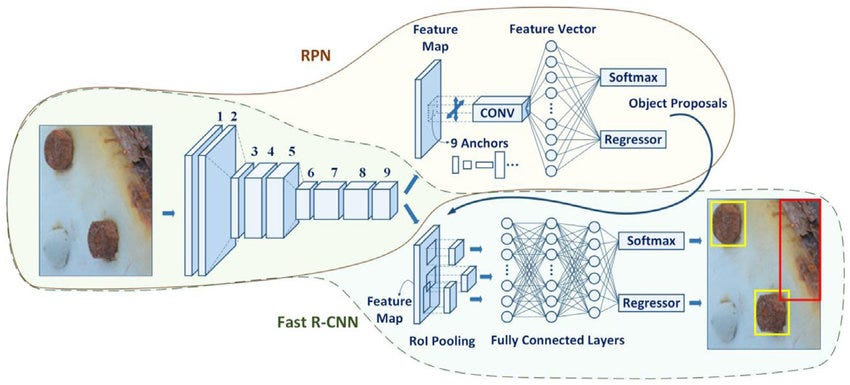 RPN
Feature
Map
Feature Vector
Softmax
CONV
Object Proposals
9 Anchors
Regressor
1 2
3 4 5
6 7 8 9
Softmax
Feature
Map
Regressor
Fast R-CNN
RoI Pooling
Fully Connected Layers